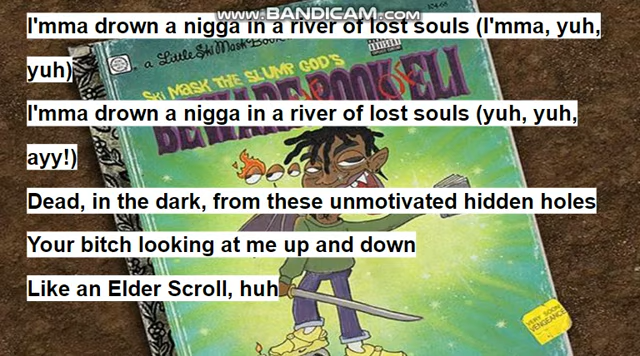 www.BANDICAM.com
I'mma drown a nigga in a river of lost souls (I'mma, yuh,
yuh)
I'mma drown a nigga in a river of lost souls (yuh, yuh,
ayy!)
Dead, in the dark, from these unmotivated hidden holes
Your bitch looking at me up and down
Like an Elder Scroll, huh
a Little Ski Mask Book
SKI MASK THE SLUMP GOD'S
BEWARE THE BOOK OF ELI
VERY SOON
VENGEANCE